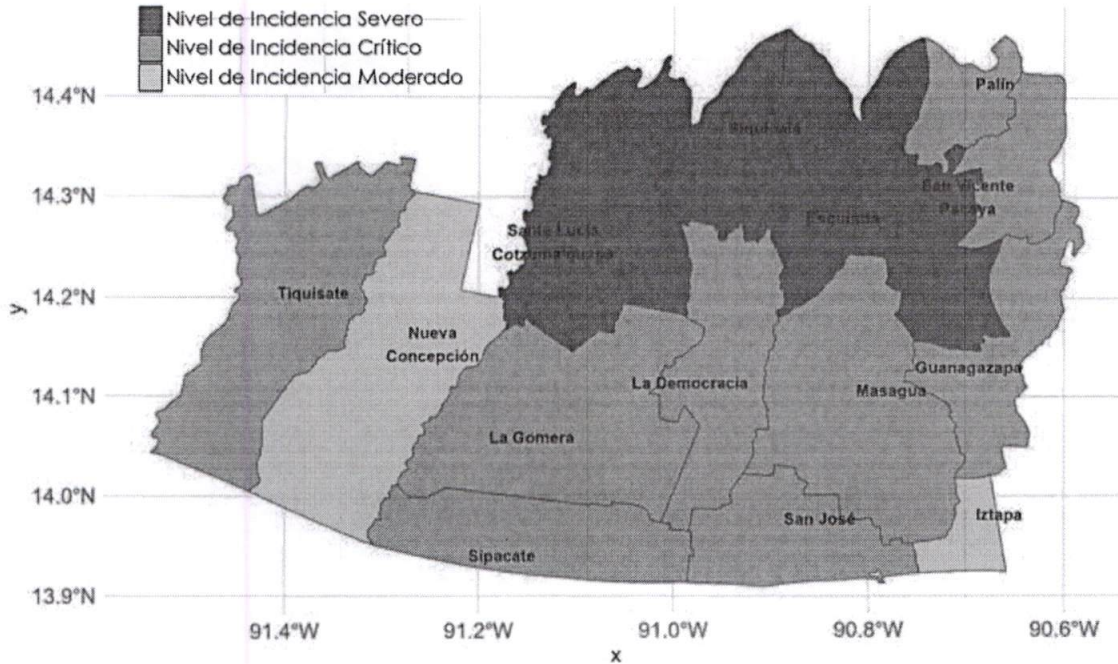 Nivel de Incidencia Severo
Nivel de Incidencia Crítico
Nivel de Incidencia Moderado
14.4°N
14.3°N
14.2°N
14.1°N
14.0°N
13.9°N
y
Palín
Siquinalá
San Vicente
Pacaya
Escuintla
Santa Lucía
Cotzumalguapa
Tiquisate
Nueva
Concepción
Guanagazapa
La Democracia
Masagua
La Gomera
San José
Iztapa
Sipacate
91.4°W
91.2°W
91.0°W
90.8°W
90.6°W
x